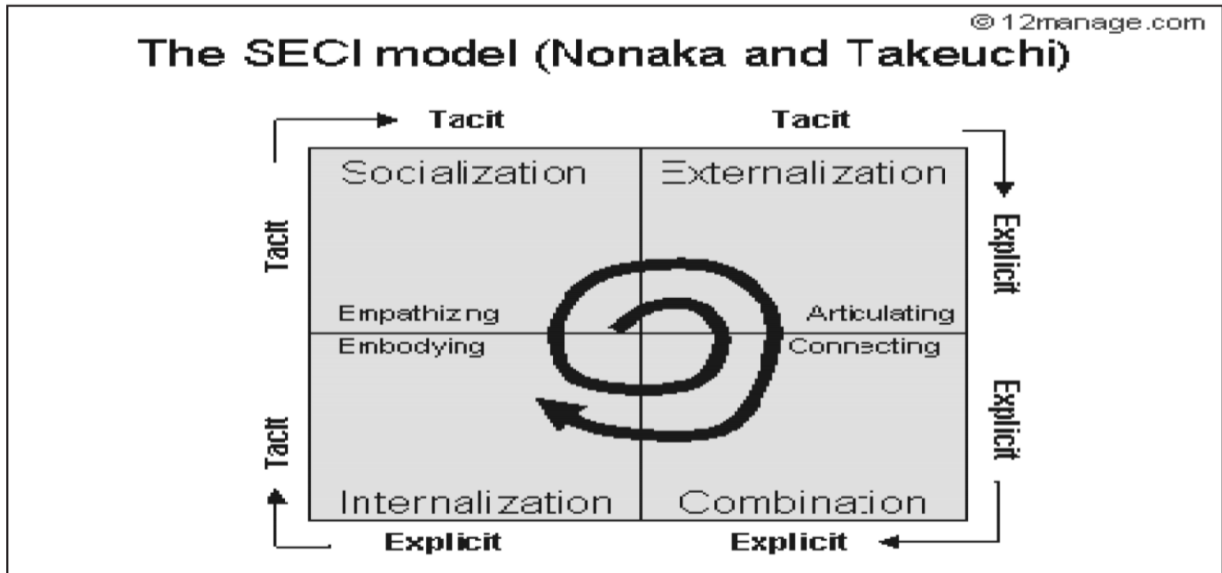 © 12manage.com
The SECI model (Nonaka and Takeuchi)
Tacit Tacit
Socialization Externalization
Tacit Explicit
Empathizing Articulating
Embodying Connecting
Tacit Explicit
Internalization Combination
Explicit Explicit